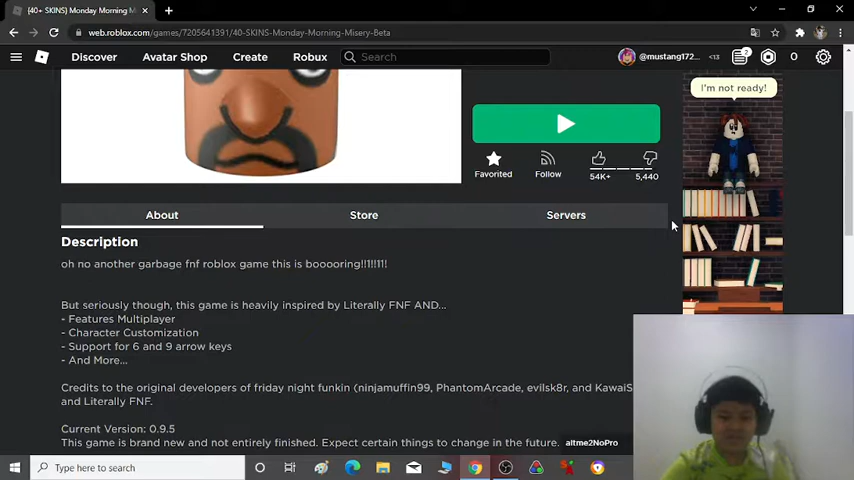 (40+ SKINS) Monday Morning M
web.roblox.com/games/7205641391/40-SKINS-Monday-Morning-Misery-Beta
Discover Avatar Shop Create Robux Search @mustang172... <13 2 0
I'm not ready!
Favorited Follow 54K+ 5,440
About Store Servers
Description
oh no another garbage fnf roblox game this is booooring!!1!!11!
But seriously though, this game is heavily inspired by Literally FNF AND...
- Features Multiplayer
- Character Customization
- Support for 6 and 9 arrow keys
- And More...
Credits to the original developers of friday night funkin (ninjamuffin99, PhantomArcade, evilsk8r, and KawaiS
and Literally FNF.
Current Version: 0.9.5
This game is brand new and not entirely finished. Expect certain things to change in the future.
altme2NoPro
Type here to search